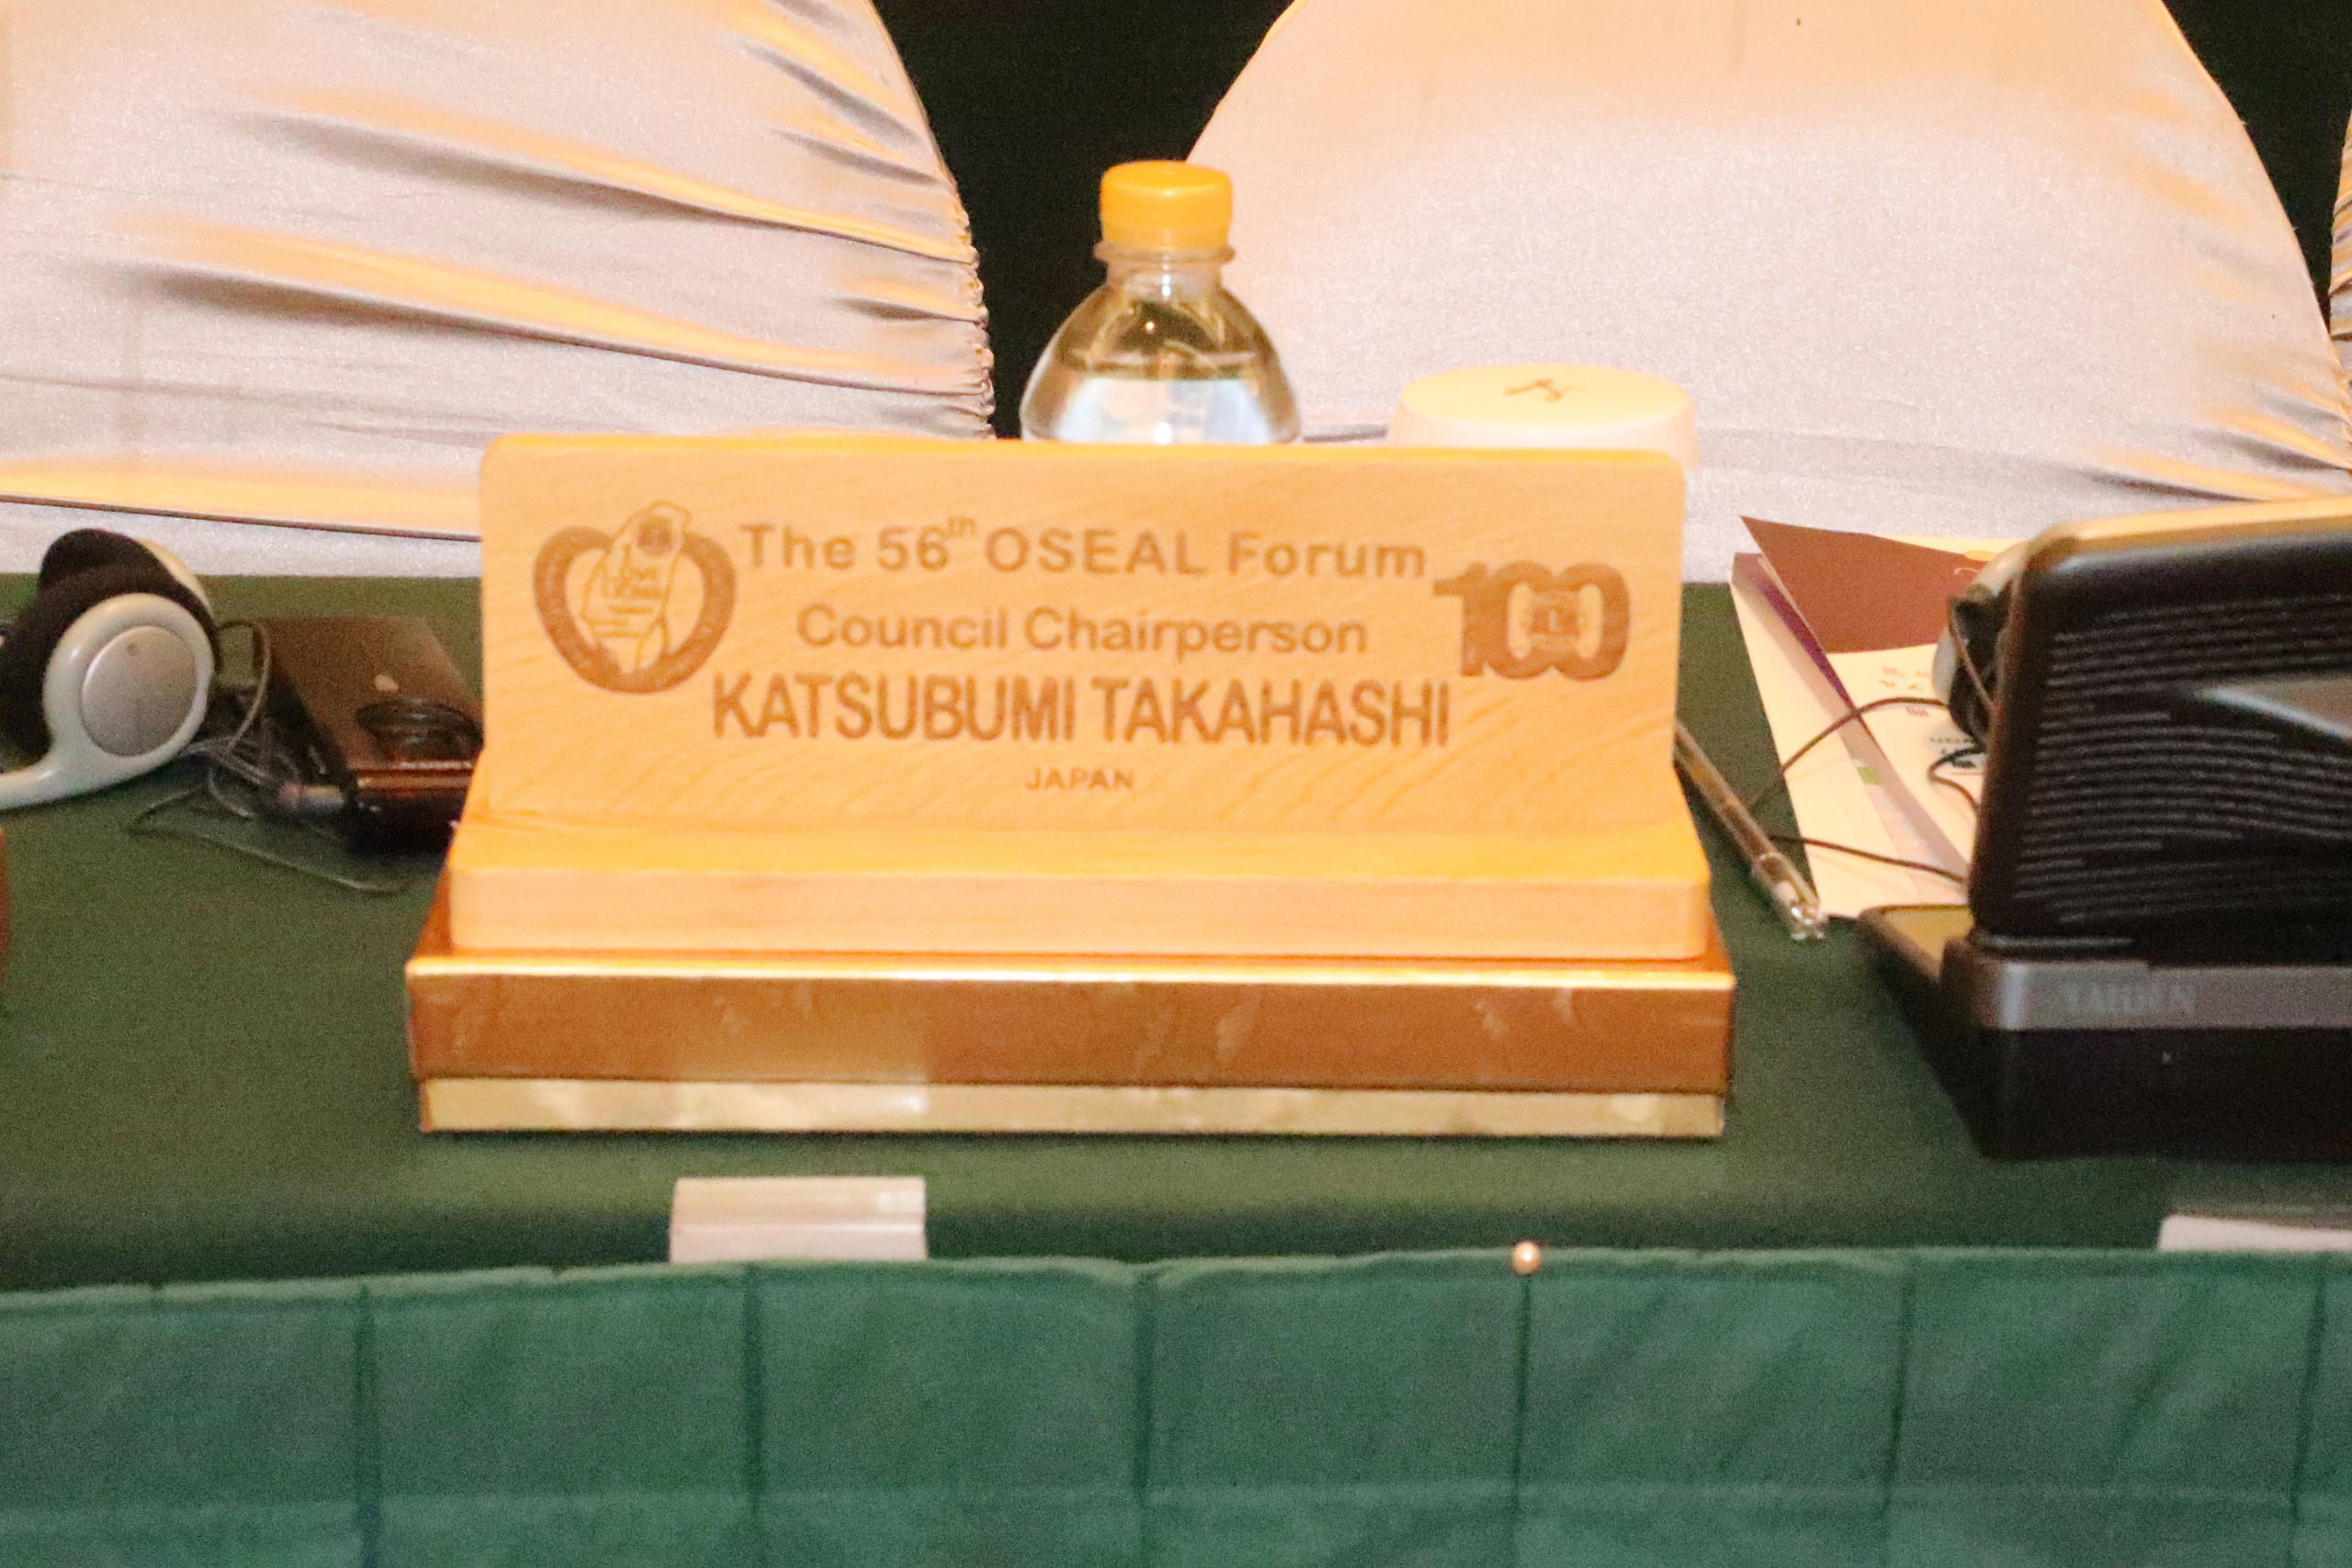 The 56th OSEAL Forum
Council Chairperson
KATSUBUMI TAKAHASHI
JAPAN
100